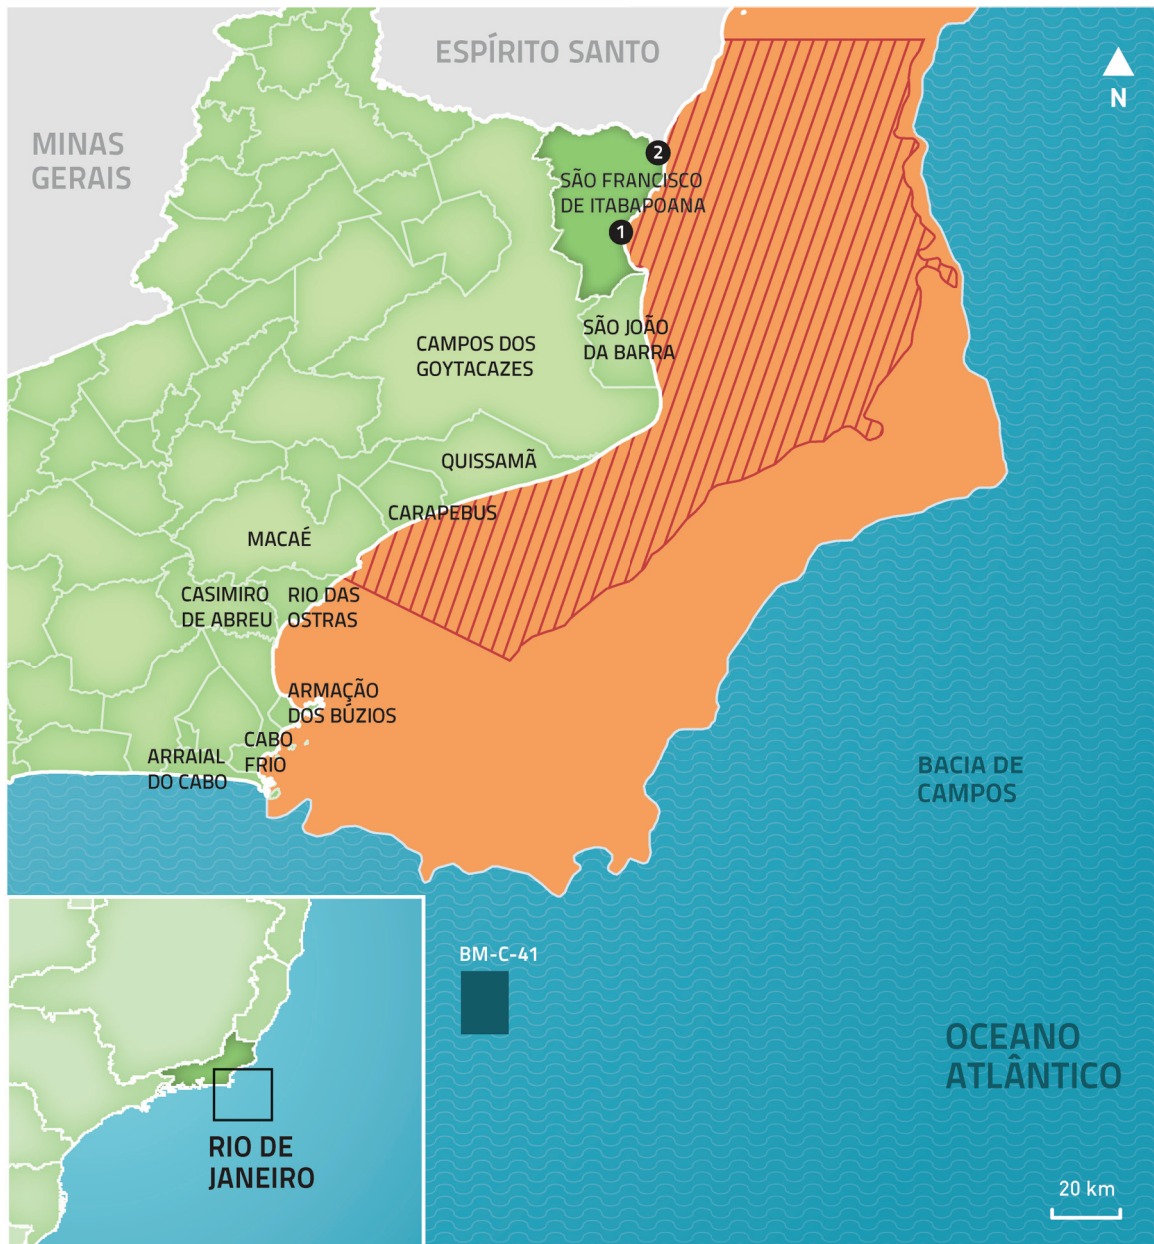 ESPÍRITO SANTO
N
MINAS
GERAIS
2
SÃO FRANCISCO
DE ITABAPOANA
1
SÃO JOÃO
DA BARRA
CAMPOS DOS
GOYTACAZES
QUISSAMÃ
CARAPEBUS
MACAÉ
CASIMIRO
DE ABREU
RIO DAS
OSTRAS
ARMAÇÃO
DOS BÚZIOS
CABO
FRIO
ARRAIAL
DO CABO
BACIA DE
CAMPOS
BM-C-41
OCEANO
ATLÂNTICO
RIO DE
JANEIRO
20 km